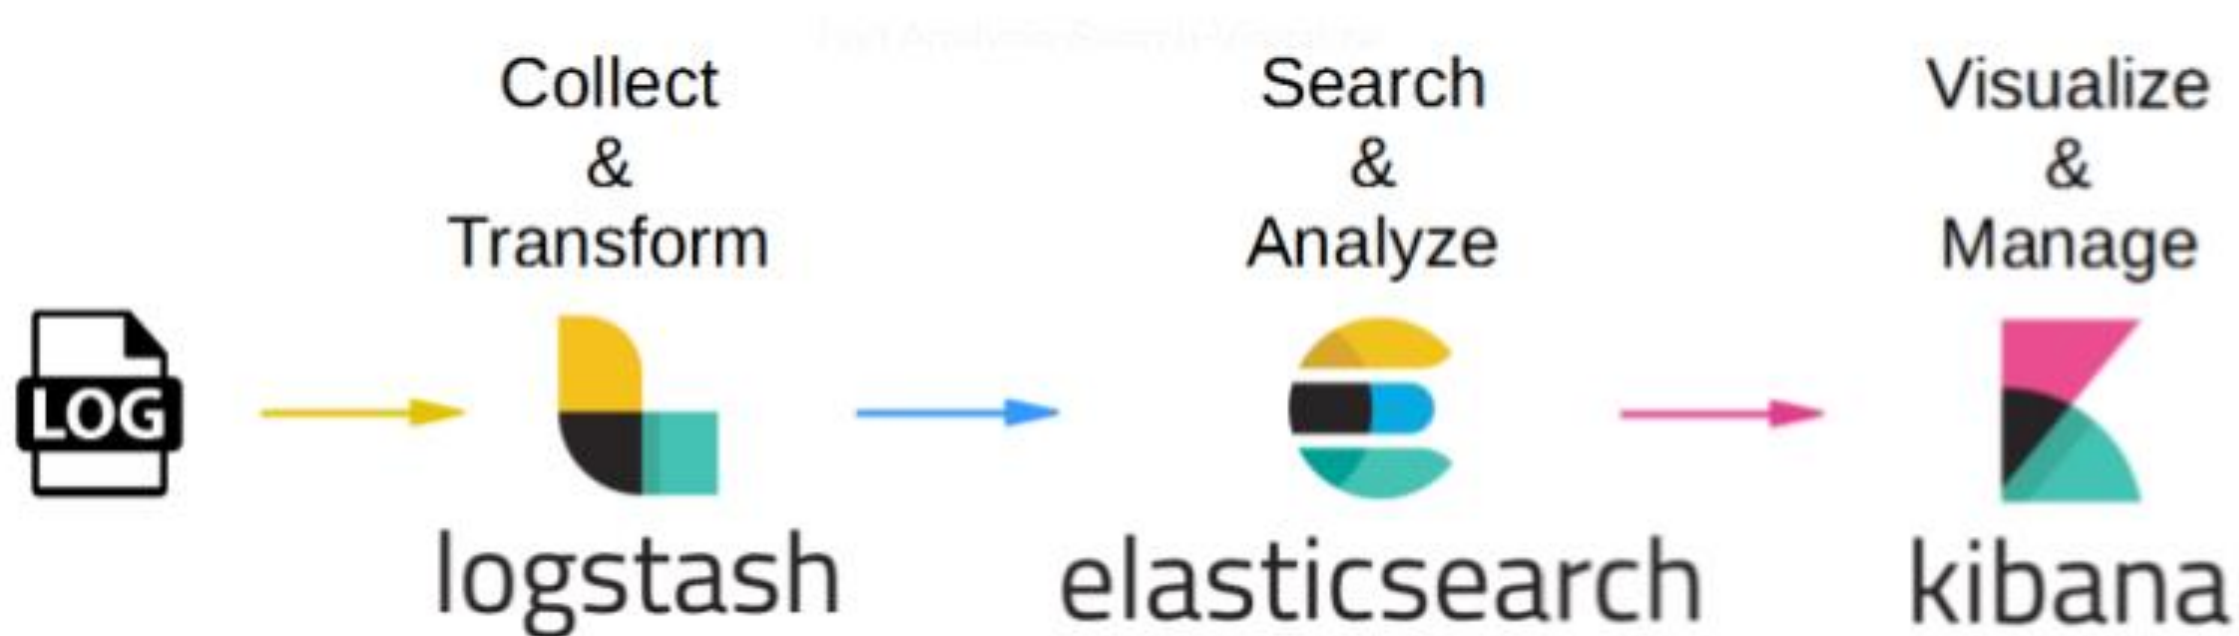 Collect
&
Transform
Search
&
Analyze
Visualize
&
Manage
LOG
logstash
elasticsearch
kibana